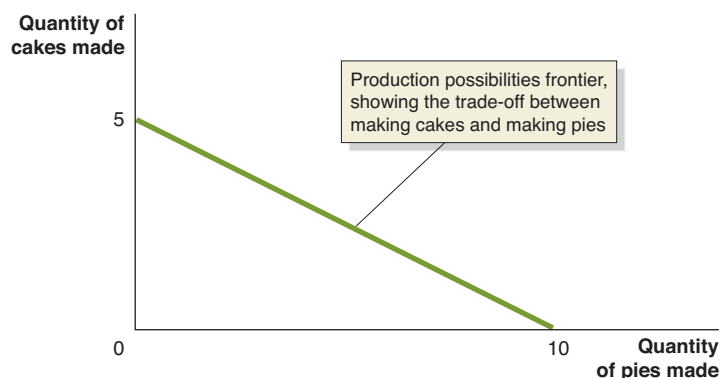 Quantity of
cakes made
Production possibilities frontier,
showing the trade-off between
making cakes and making pies
5
0
10
Quantity
of pies made